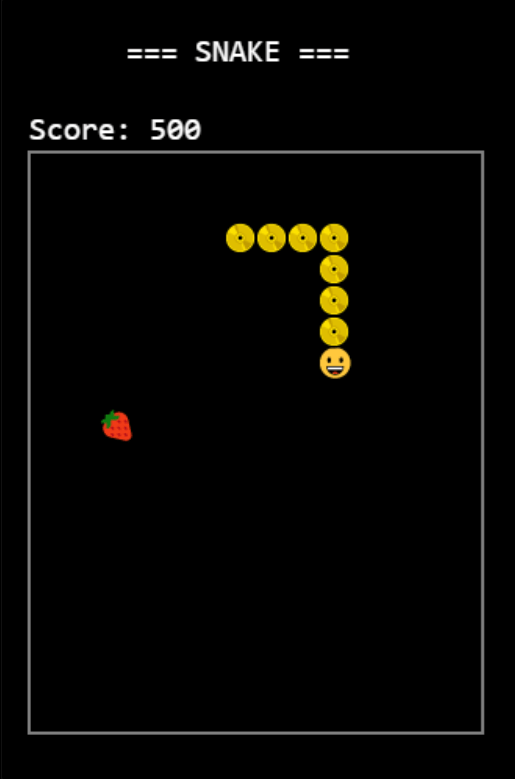 === SNAKE ===
Score: 500